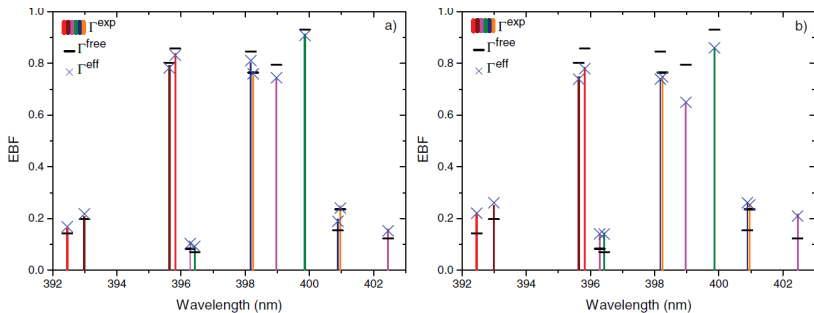 a)
Γexp
Γfree
Γeff
EBF
1.0
0.8
0.6
0.4
0.2
0.0
392 394 396 398 400 402
Wavelength (nm)
b)
Γexp
Γfree
Γeff
EBF
1.0
0.8
0.6
0.4
0.2
0.0
392 394 396 398 400 402
Wavelength (nm)